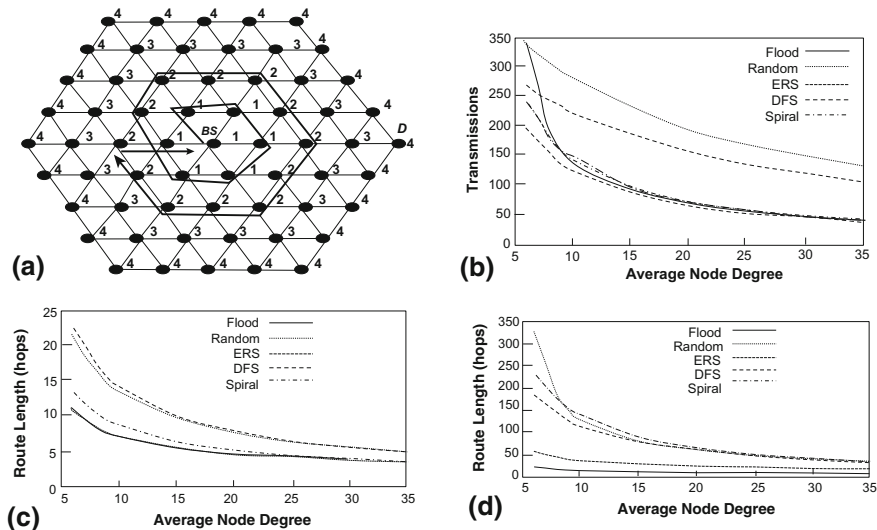 4 4 4 4 4
4 3 3 3 3 4
4 3 2 2 2 3 4
4 3 2 1 1 2 3 4
BS D
4 3 2 1 1 1 2 3 4
4 3 2 1 1 2 3 4
4 3 2 2 2 3 4
4 3 3 3 3 4
4 4 4 4 4
(a)
350
300
250
200
150
100
50
0
Transmissions
Flood
Random
ERS
DFS
Spiral
5 10 15 20 25 30 35
Average Node Degree
(b)
25
20
15
10
5
0
Route Length (hops)
Flood
Random
ERS
DFS
Spiral
5 10 15 20 25 30 35
Average Node Degree
(c)
350
300
250
200
150
100
50
0
Route Length (hops)
Flood
Random
ERS
DFS
Spiral
5 10 15 20 25 30 35
Average Node Degree
(d)